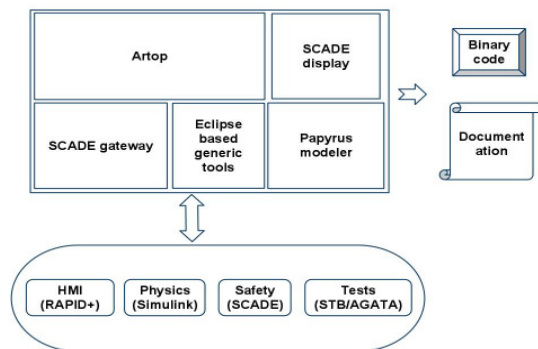 Artop
SCADE
display
Binary
code
SCADE gateway
Eclipse
based
generic
tools
Papyrus
modeler
Document
ation
HMI
(RAPID+)
Physics
(Simulink)
Safety
(SCADE)
Tests
(STB/AGATA)